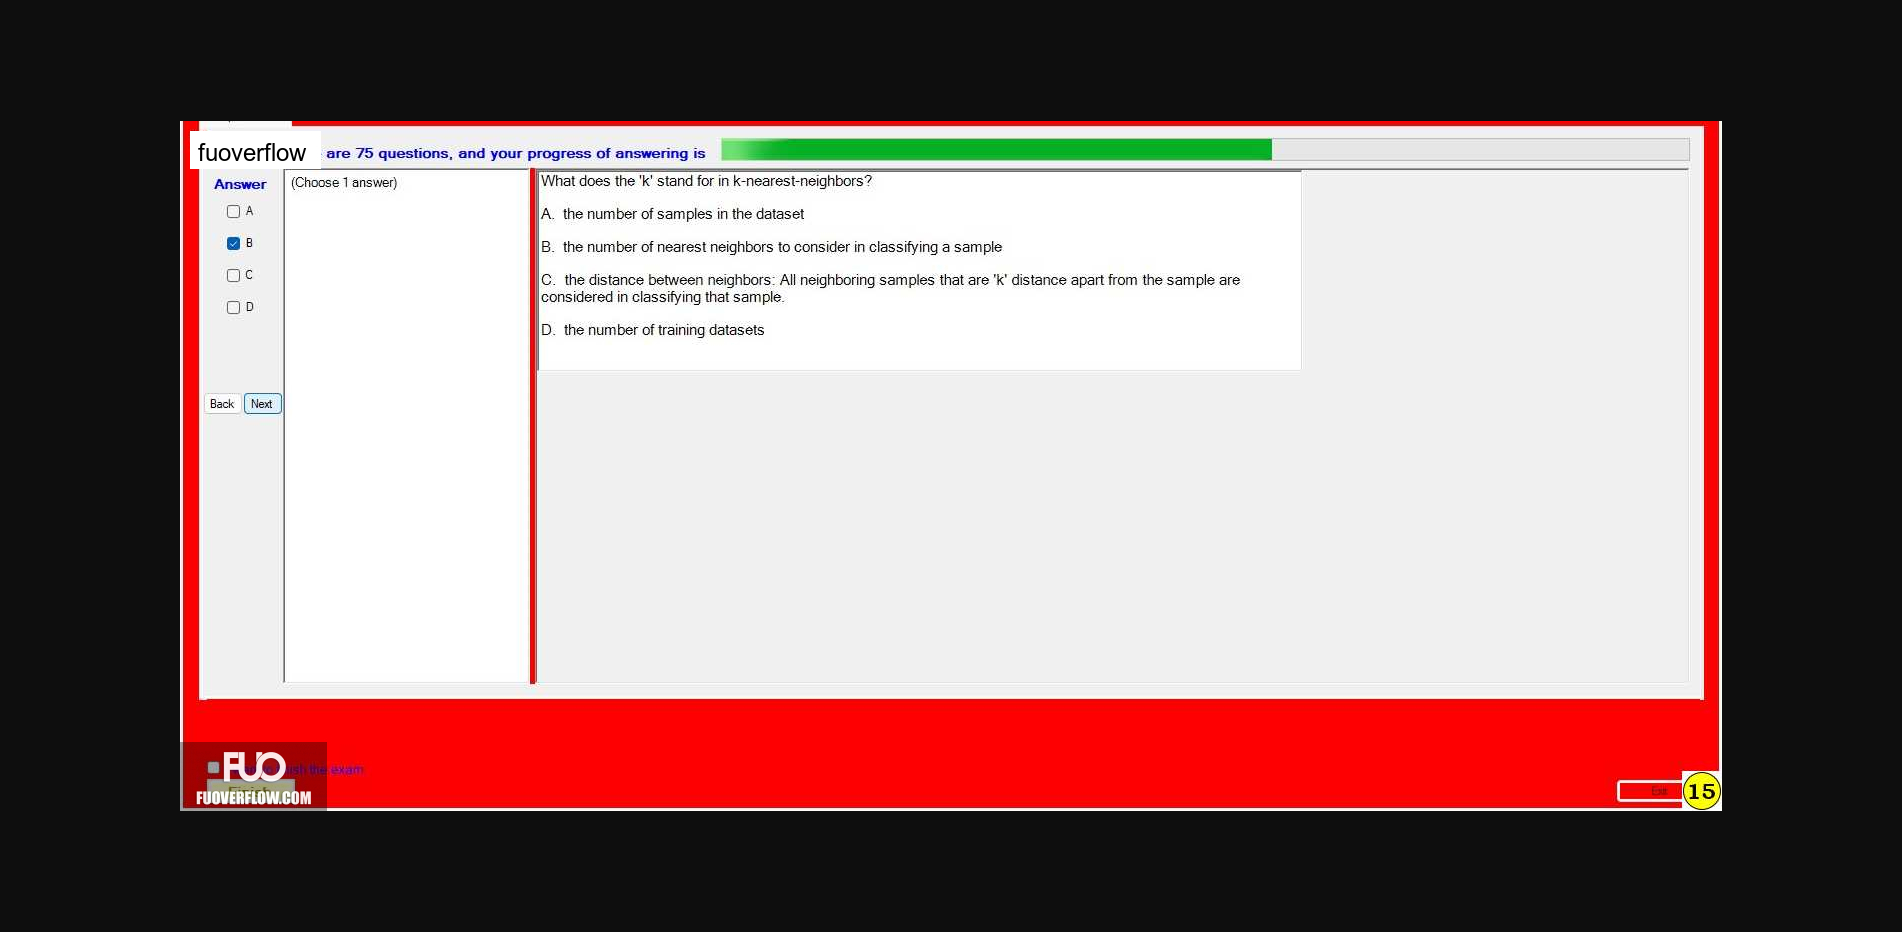 fuoverflow are 75 questions, and your progress of answering is
Answer
(Choose 1 answer)
A
B
C
D
Back Next
What does the 'k' stand for in k-nearest-neighbors?
A. the number of samples in the dataset
B. the number of nearest neighbors to consider in classifying a sample
C. the distance between neighbors: All neighboring samples that are 'k' distance apart from the sample are
considered in classifying that sample.
D. the number of training datasets
FUO
the exam
Finish
FUOVERFLOW.COM
Exit
15